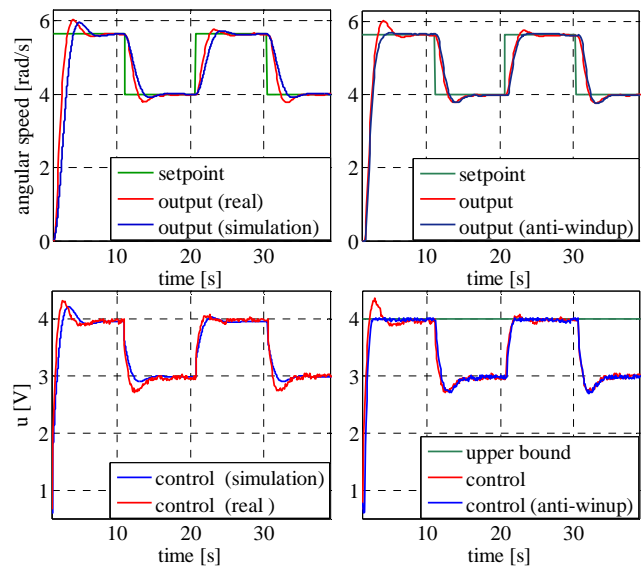 angular speed [rad/s]
6
4
2
0
setpoint
output (real)
output (simulation)
10 20 30
time [s]
6
4
2
0
setpoint
output
output (anti-windup)
10 20 30
time [s]
u [V]
4
3
2
1
control (simulation)
control (real )
10 20 30
time [s]
4
3
2
1
upper bound
control
control (anti-winup)
10 20 30
time [s]